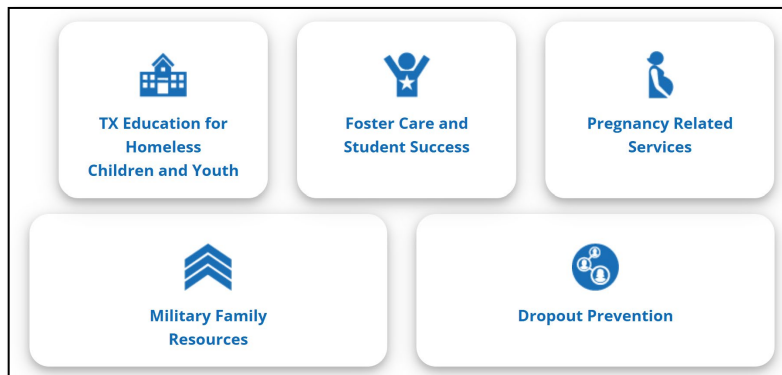 TX Education for
Homeless
Children and Youth
Foster Care and
Student Success
Pregnancy Related
Services
Military Family
Resources
Dropout Prevention